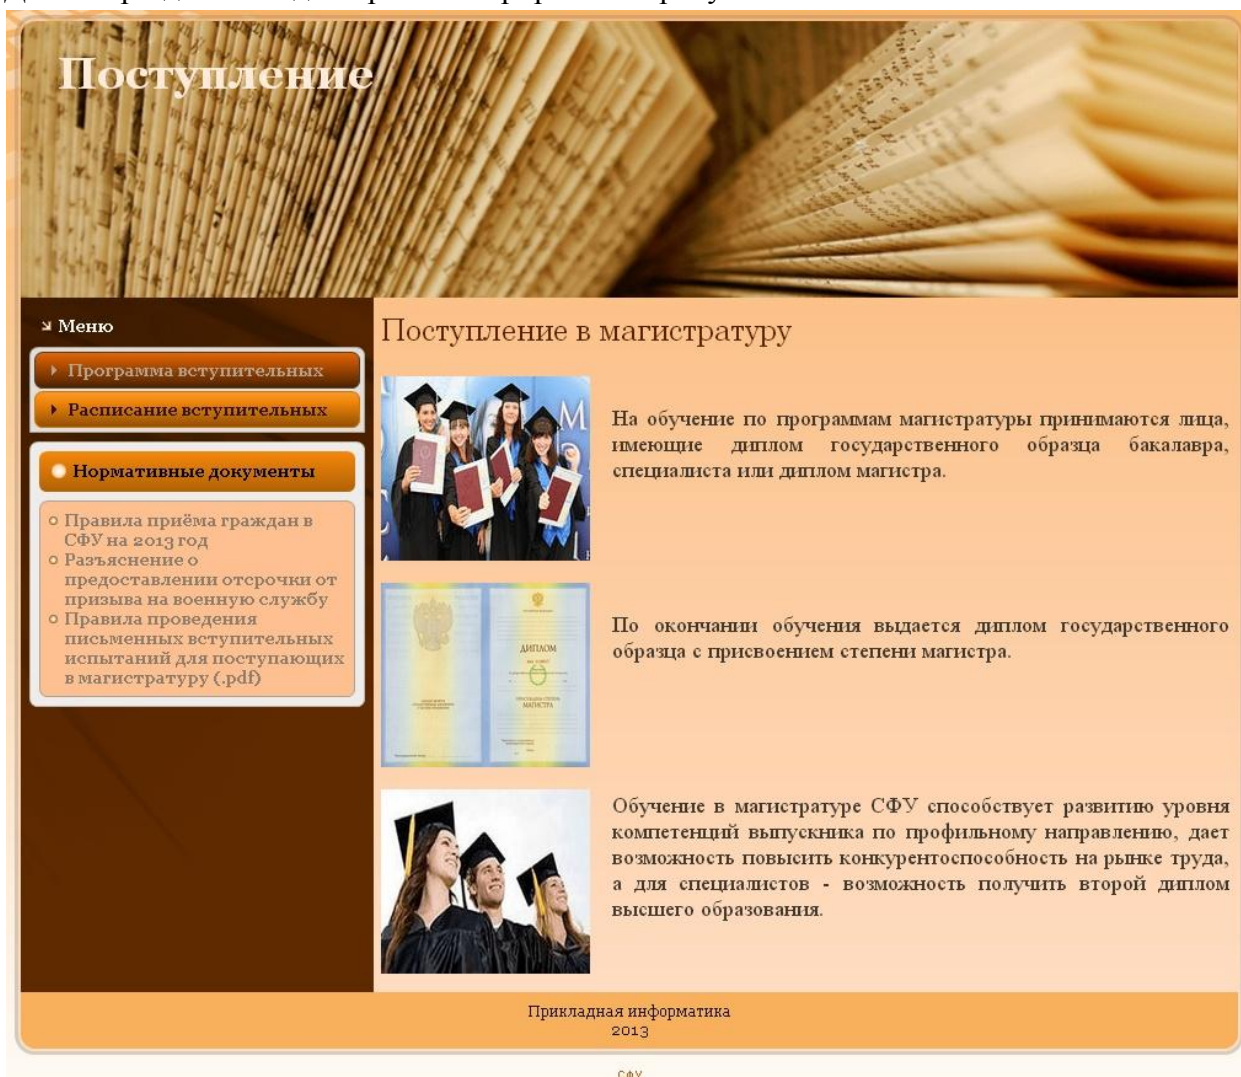 Поступление
Меню
Программа вступительных
Расписание вступительных
Нормативные документы
Правила приёма граждан в
СФУ на 2013 год
Разъяснение о
предоставлении отсрочки от
призыва на военную службу
Правила проведения
письменных вступительных
испытаний для поступающих
в магистратуру (.pdf)
Поступление в магистратуру
На обучение по программам магистратуры принимаются лица,
имеющие диплом государственного образца бакалавра,
специалиста или диплом магистра.
ДИПЛОМ
МАГИСТРА
По окончании обучения выдается диплом государственного
образца с присвоением степени магистра.
Обучение в магистратуре СФУ способствует развитию уровня
компетенций выпускника по профильному направлению, дает
возможность повысить конкурентоспособность на рынке труда,
а для специалистов - возможность получить второй диплом
высшего образования.
Прикладная информатика
2013
СФУ